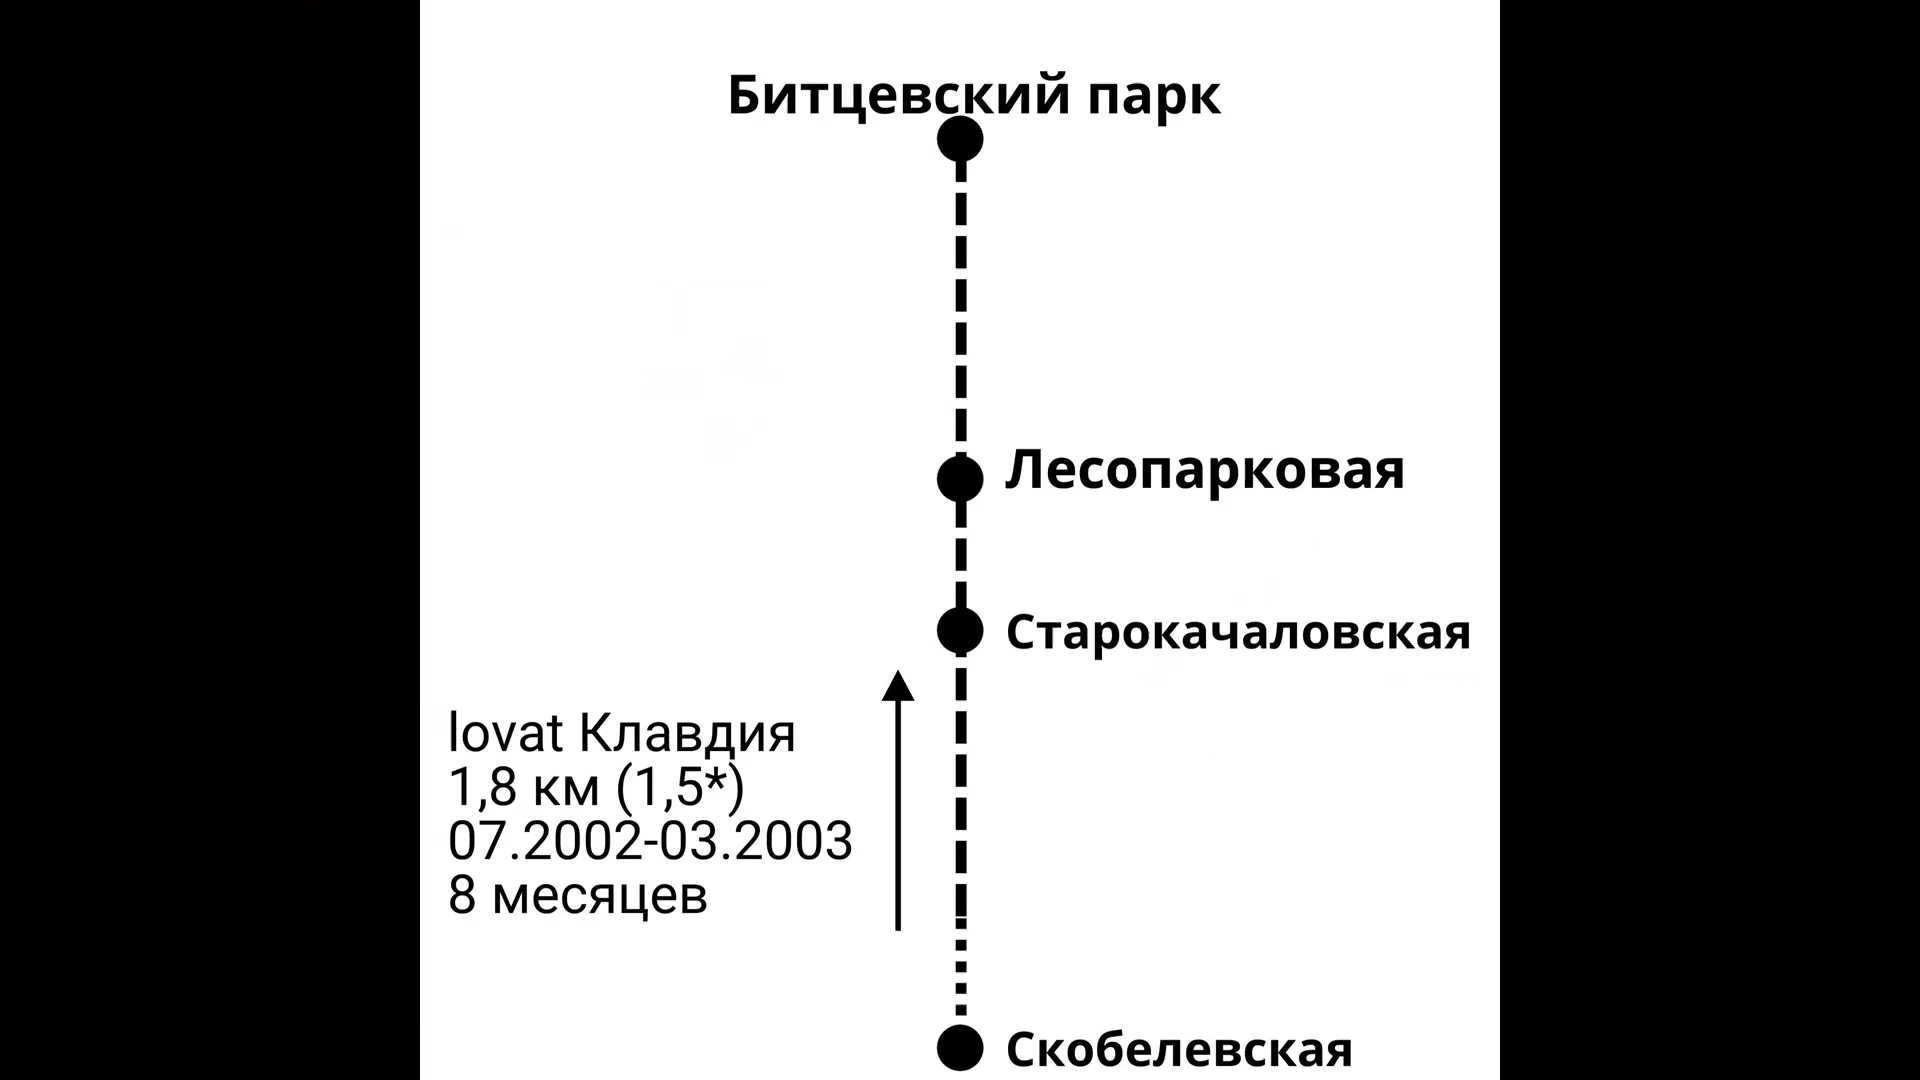 Битцевский парк
Лесопарковая
Старокачаловская
lovat Клавдия
1,8 км (1,5*)
07.2002-03.2003
8 месяцев
Скобелевская